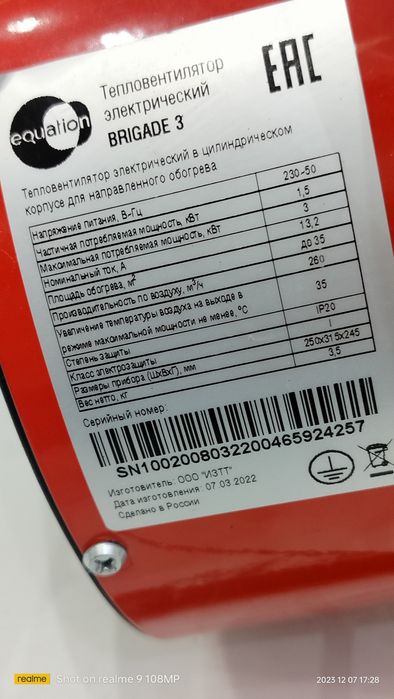 equation
Тепловентилятор
электрический
BRIGADE 3
EAC
Тепловентилятор электрический в цилиндрическом
корпусе для направленного обогрева
Напряжение питания, В~Гц 230~50
Частичная потребляемая мощность, кВт 1,5
Максимальная потребляемая мощность, кВт 3
Номинальный ток, А 13,2
Площадь обогрева, м² до 35
Производительность по воздуху, м³/ч 260
Увеличение температуры воздуха на выходе в
режиме максимальной мощности не менее, °С 35
Степень защиты IP20
Класс электрозащиты I
Размеры прибора (ШхВхГ), мм 250x315x245
Вес нетто, кг 3,5
Серийный номер:
SN1002008032200465924257
Изготовитель: ООО "ИЗТТ"
Дата изготовления: 07.03.2022
Сделано в России
realme Shot on realme 9 108MP
2023 12 07 17:28